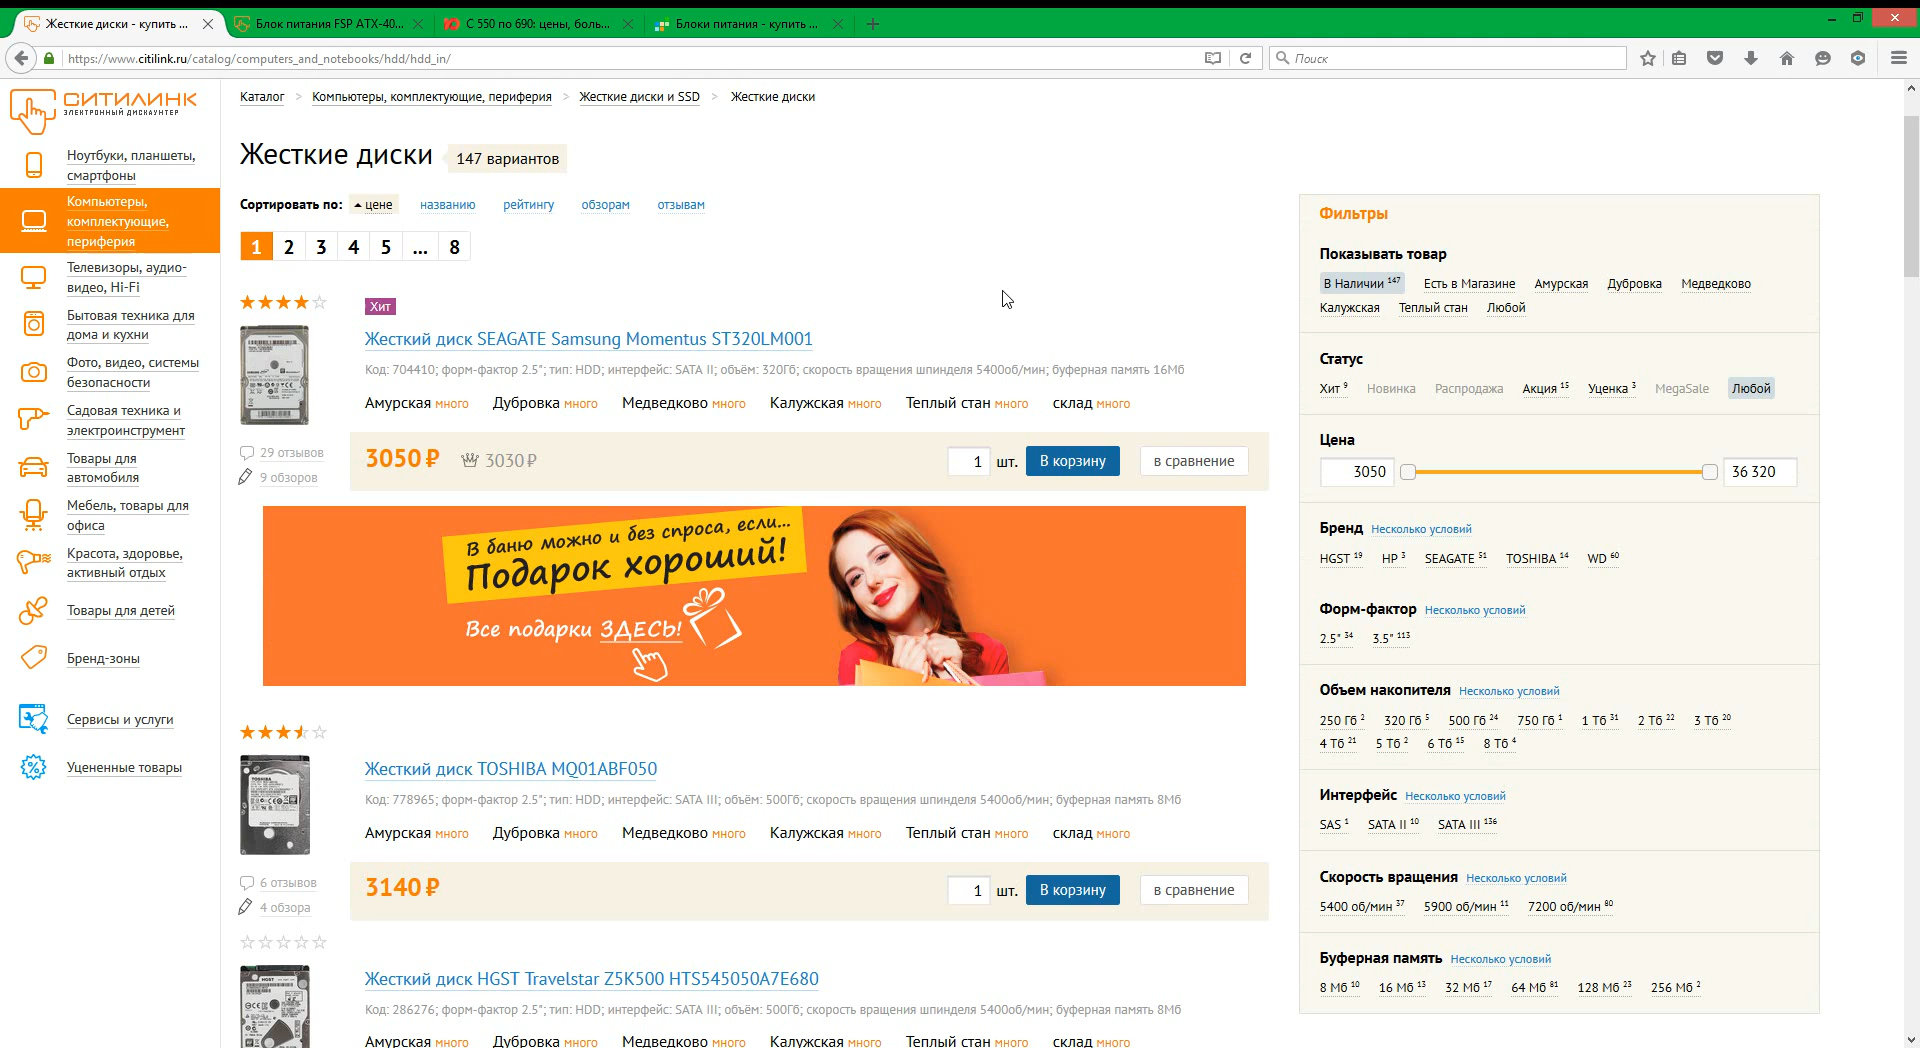 Жесткие диски - купить ...
Блок питания FSP ATX-40...
С 550 по 690: цены, боль...
Блоки питания - купить ...
https://www.citilink.ru/catalog/computers_and_notebooks/hdd/hdd_in/
Поиск
СИТИЛИНК
ЭЛЕКТРОННЫЙ ДИСКАУНТЕР
Ноутбуки, планшеты,
смартфоны
Компьютеры,
комплектующие,
периферия
Телевизоры, аудио-
видео, Hi-Fi
Бытовая техника для
дома и кухни
Фото, видео, системы
безопасности
Садовая техника и
электроинструмент
Товары для
автомобиля
Мебель, товары для
офиса
Красота, здоровье,
активный отдых
Товары для детей
Бренд-зоны
Сервисы и услуги
Уцененные товары
Каталог > Компьютеры, комплектующие, периферия > Жесткие диски и SSD > Жесткие диски
Жесткие диски 147 вариантов
Сортировать по: цене названию рейтингу обзорам отзывам
1 2 3 4 5 ... 8
Хит
Жесткий диск SEAGATE Samsung Momentus ST320LM001
Код: 704410; форм-фактор 2.5"; тип: HDD; интерфейс: SATA II; объём: 320Гб; скорость вращения шпинделя 5400об/мин; буферная память 16Мб
Амурская много Дубровка много Медведково много Калужская много Теплый стан много склад много
29 отзывов
9 обзоров
3050 ₽ 3030 ₽ 1 шт. В корзину в сравнение
В баню можно и без спроса, если...
Подарок хороший!
Все подарки ЗДЕСЬ!
Жесткий диск TOSHIBA MQ01ABF050
TOSHIBA
Код: 778965; форм-фактор 2.5"; тип: HDD; интерфейс: SATA III; объём: 500Гб; скорость вращения шпинделя 5400об/мин; буферная память 8Мб
Амурская много Дубровка много Медведково много Калужская много Теплый стан много склад много
6 отзывов
4 обзора
3140 ₽ 1 шт. В корзину в сравнение
Жесткий диск HGST Travelstar Z5K500 HTS545050A7E680
HGST
Код: 286276; форм-фактор 2.5"; тип: HDD; интерфейс: SATA III; объём: 500Гб; скорость вращения шпинделя 5400об/мин; буферная память 8Мб
Амурская много Дубровка много Медведково много Калужская много Теплый стан много склад много
Фильтры
Показывать товар
В Наличии 147 Есть в Магазине Амурская Дубровка Медведково
Калужская Теплый стан Любой
Статус
Хит 9 Новинка Распродажа Акция 15 Уценка 3 MegaSale Любой
Цена
3050 36 320
Бренд Несколько условий
HGST 19 HP 3 SEAGATE 51 TOSHIBA 14 WD 60
Форм-фактор Несколько условий
2.5" 34 3.5" 113
Объем накопителя Несколько условий
250 Гб 2 320 Гб 5 500 Гб 24 750 Гб 1 1 Тб 31 2 Тб 22 3 Тб 20
4 Тб 21 5 Тб 2 6 Тб 15 8 Тб 4
Интерфейс Несколько условий
SAS 1 SATA II 10 SATA III 136
Скорость вращения Несколько условий
5400 об/мин 37 5900 об/мин 11 7200 об/мин 80
Буферная память Несколько условий
8 Мб 10 16 Мб 13 32 Мб 17 64 Мб 81 128 Мб 23 256 Мб 2